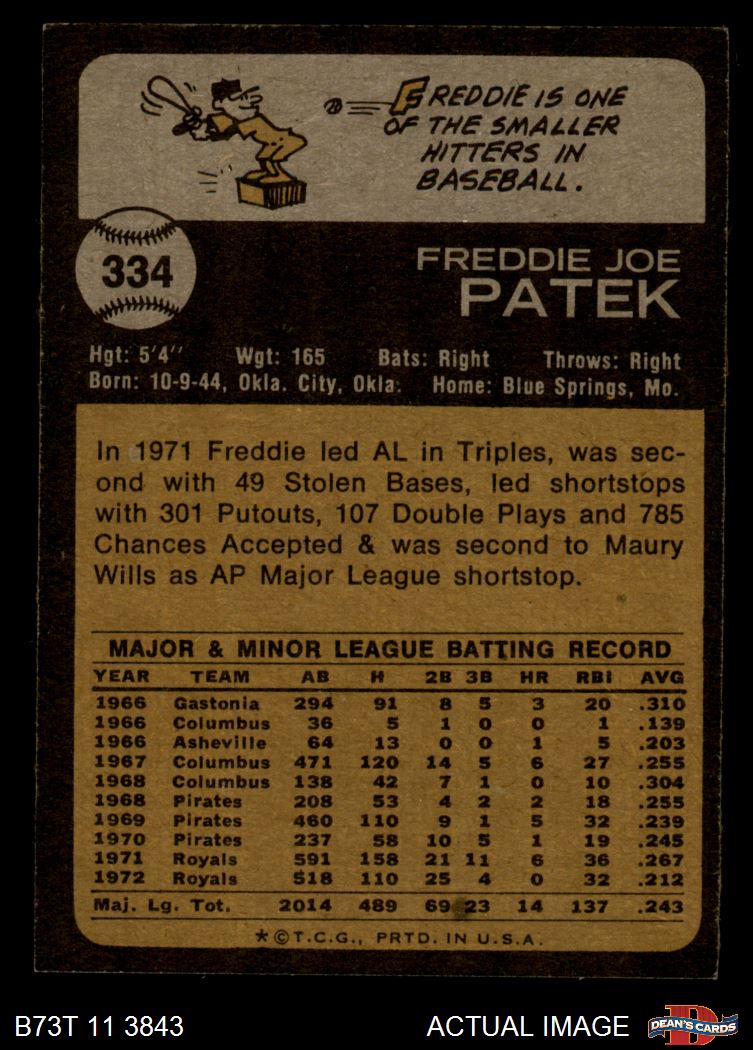 FREDDIE IS ONE
OF THE SMALLER
HITTERS IN
BASEBALL.
334
FREDDIE JOE
PATEK
Hgt: 5'4" Wgt: 165 Bats: Right Throws: Right
Born: 10-9-44, Okla. City, Okla. Home: Blue Springs, Mo.
In 1971 Freddie led AL in Triples, was sec-
ond with 49 Stolen Bases, led shortstops
with 301 Putouts, 107 Double Plays and 785
Chances Accepted & was second to Maury
Wills as AP Major League shortstop.
MAJOR & MINOR LEAGUE BATTING RECORD
YEAR TEAM AB H 2B 3B HR RBI AVG
1966 Gastonia 294 91 8 5 3 20 .310
1966 Columbus 36 5 1 0 0 1 .139
1966 Asheville 64 13 0 0 1 5 .203
1967 Columbus 471 120 14 5 6 27 .255
1968 Columbus 138 42 7 1 0 10 .304
1968 Pirates 208 53 4 2 2 18 .255
1969 Pirates 460 110 9 1 5 32 .239
1970 Pirates 237 58 10 5 1 19 .245
1971 Royals 591 158 21 11 6 36 .267
1972 Royals 518 110 25 4 0 32 .212
Maj. Lg. Tot. 2014 489 69 23 14 137 .243
*©T.C.G., PRTD. IN U.S.A.
B73T 11 3843 ACTUAL IMAGE D DEAN'S CARDS